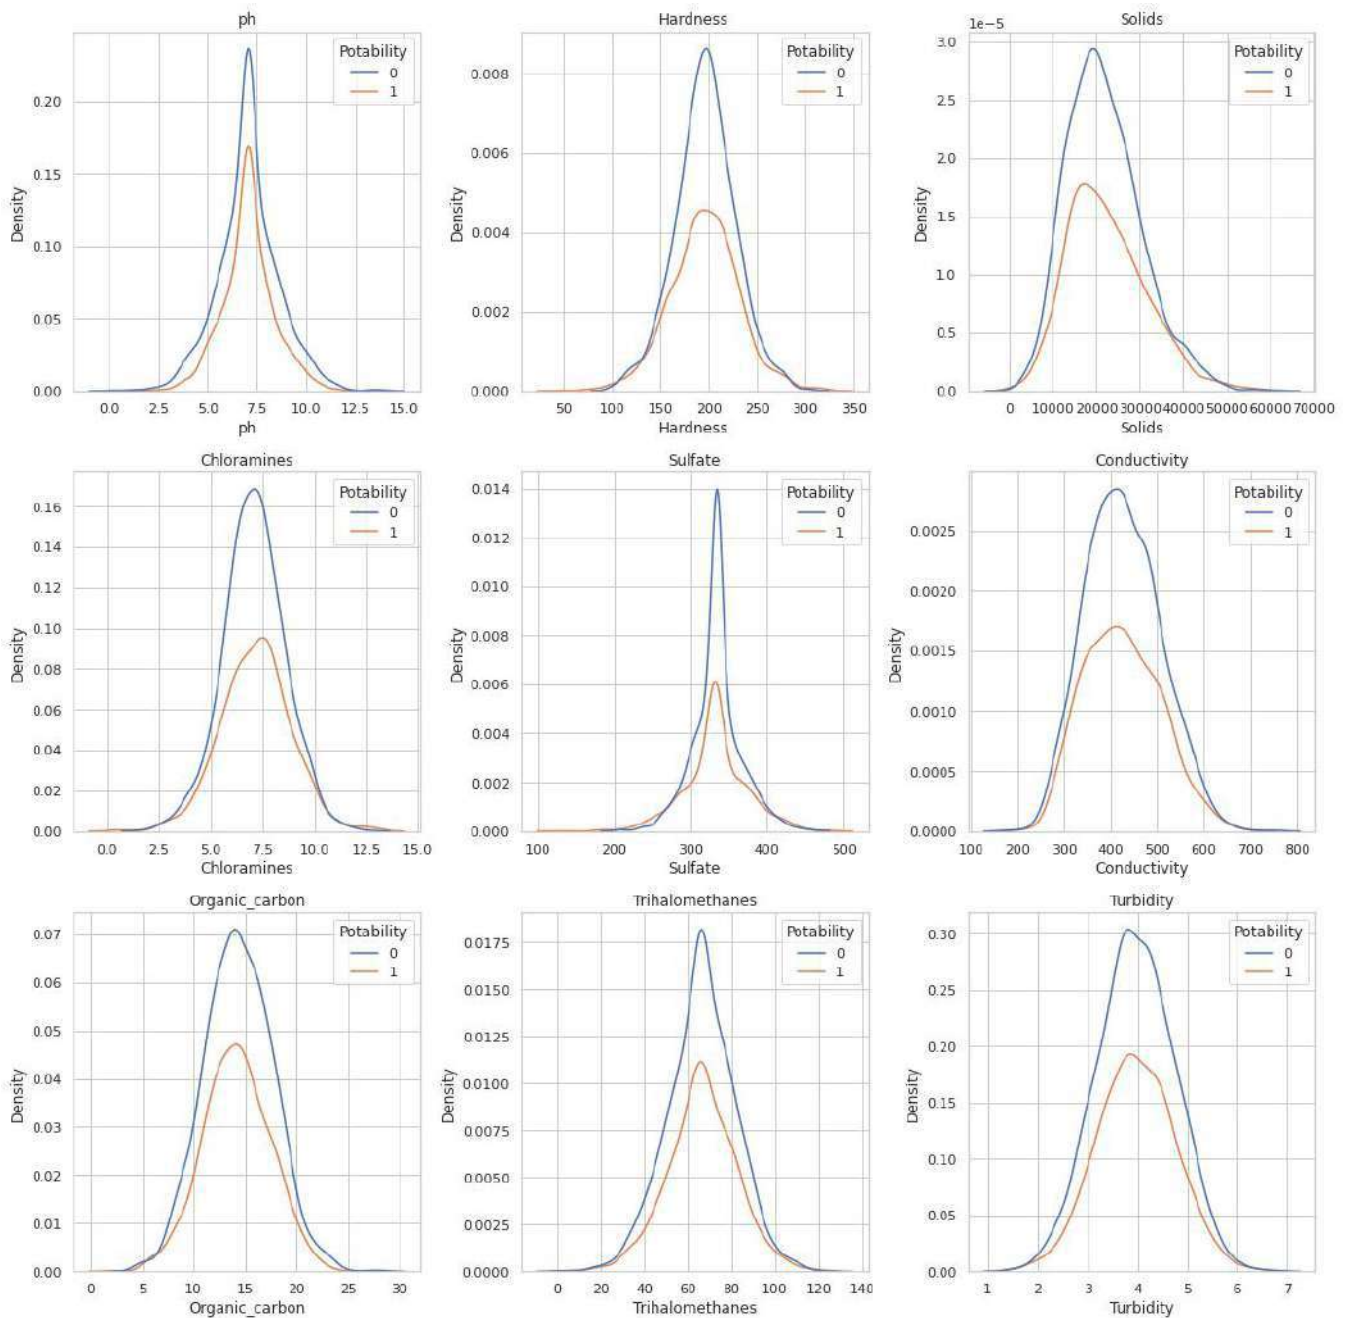 ph
Potability
0
1
Density
0.20
0.15
0.10
0.05
0.00
0.0 2.5 5.0 7.5 10.0 12.5 15.0
ph
Hardness
Potability
0
1
Density
0.008
0.006
0.004
0.002
0.000
50 100 150 200 250 300 350
Hardness
Solids
1e−5
Potability
0
1
Density
3.0
2.5
2.0
1.5
1.0
0.5
0.0
0 10000 20000 30000 40000 50000 60000 70000
Solids
Chloramines
Potability
0
1
Density
0.16
0.14
0.12
0.10
0.08
0.06
0.04
0.02
0.00
0.0 2.5 5.0 7.5 10.0 12.5 15.0
Chloramines
Sulfate
Potability
0
1
Density
0.014
0.012
0.010
0.008
0.006
0.004
0.002
0.000
100 200 300 400 500
Sulfate
Conductivity
Potability
0
1
Density
0.0025
0.0020
0.0015
0.0010
0.0005
0.0000
100 200 300 400 500 600 700 800
Conductivity
Organic_carbon
Potability
0
1
Density
0.07
0.06
0.05
0.04
0.03
0.02
0.01
0.00
0 5 10 15 20 25 30
Organic_carbon
Trihalomethanes
Potability
0
1
Density
0.0175
0.0150
0.0125
0.0100
0.0075
0.0050
0.0025
0.0000
0 20 40 60 80 100 120 140
Trihalomethanes
Turbidity
Potability
0
1
Density
0.30
0.25
0.20
0.15
0.10
0.05
0.00
1 2 3 4 5 6 7
Turbidity